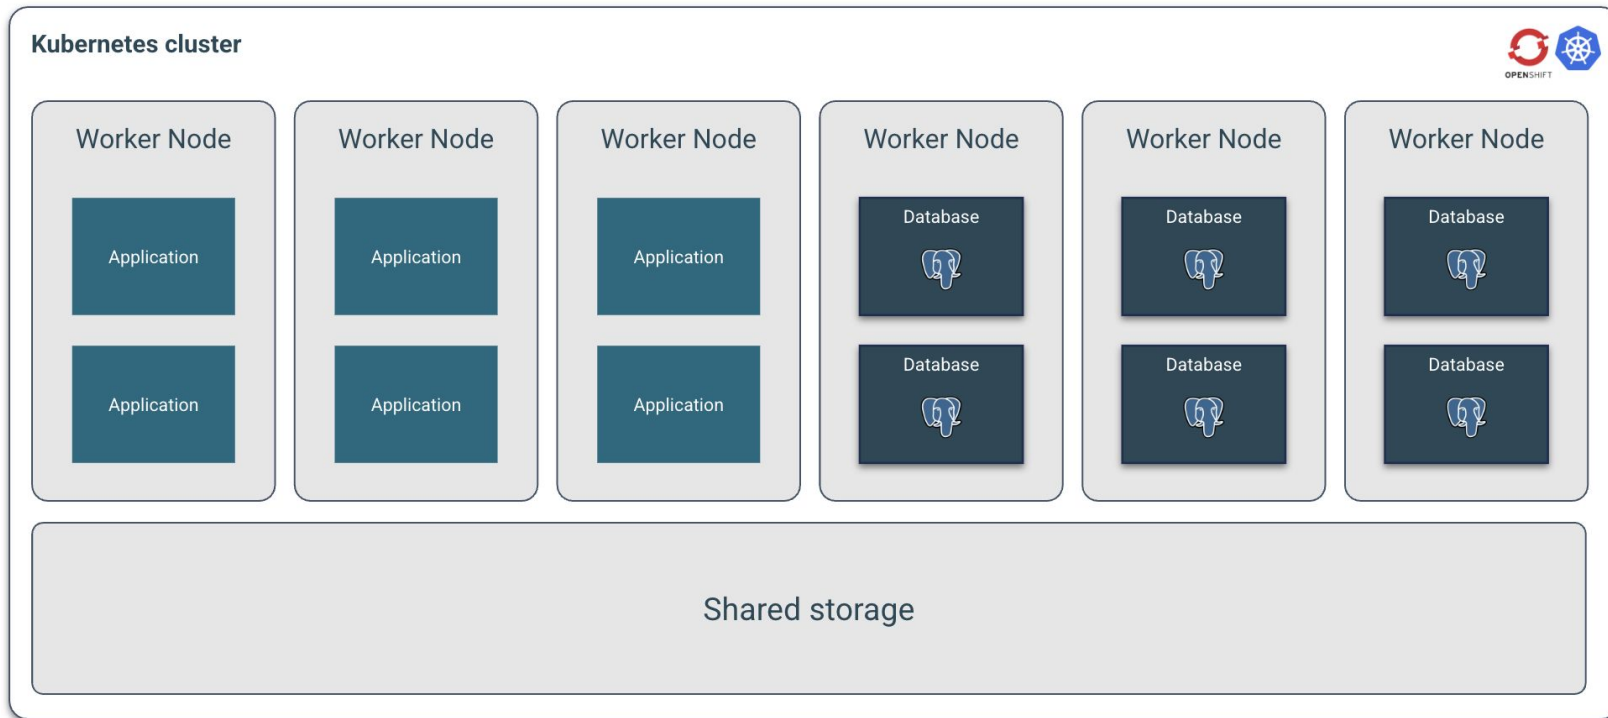 Kubernetes cluster
OPENSHIFT
Worker Node
Worker Node
Worker Node
Worker Node
Worker Node
Worker Node
Application
Application
Application
Database
Database
Database
Application
Application
Application
Database
Database
Database
Shared storage